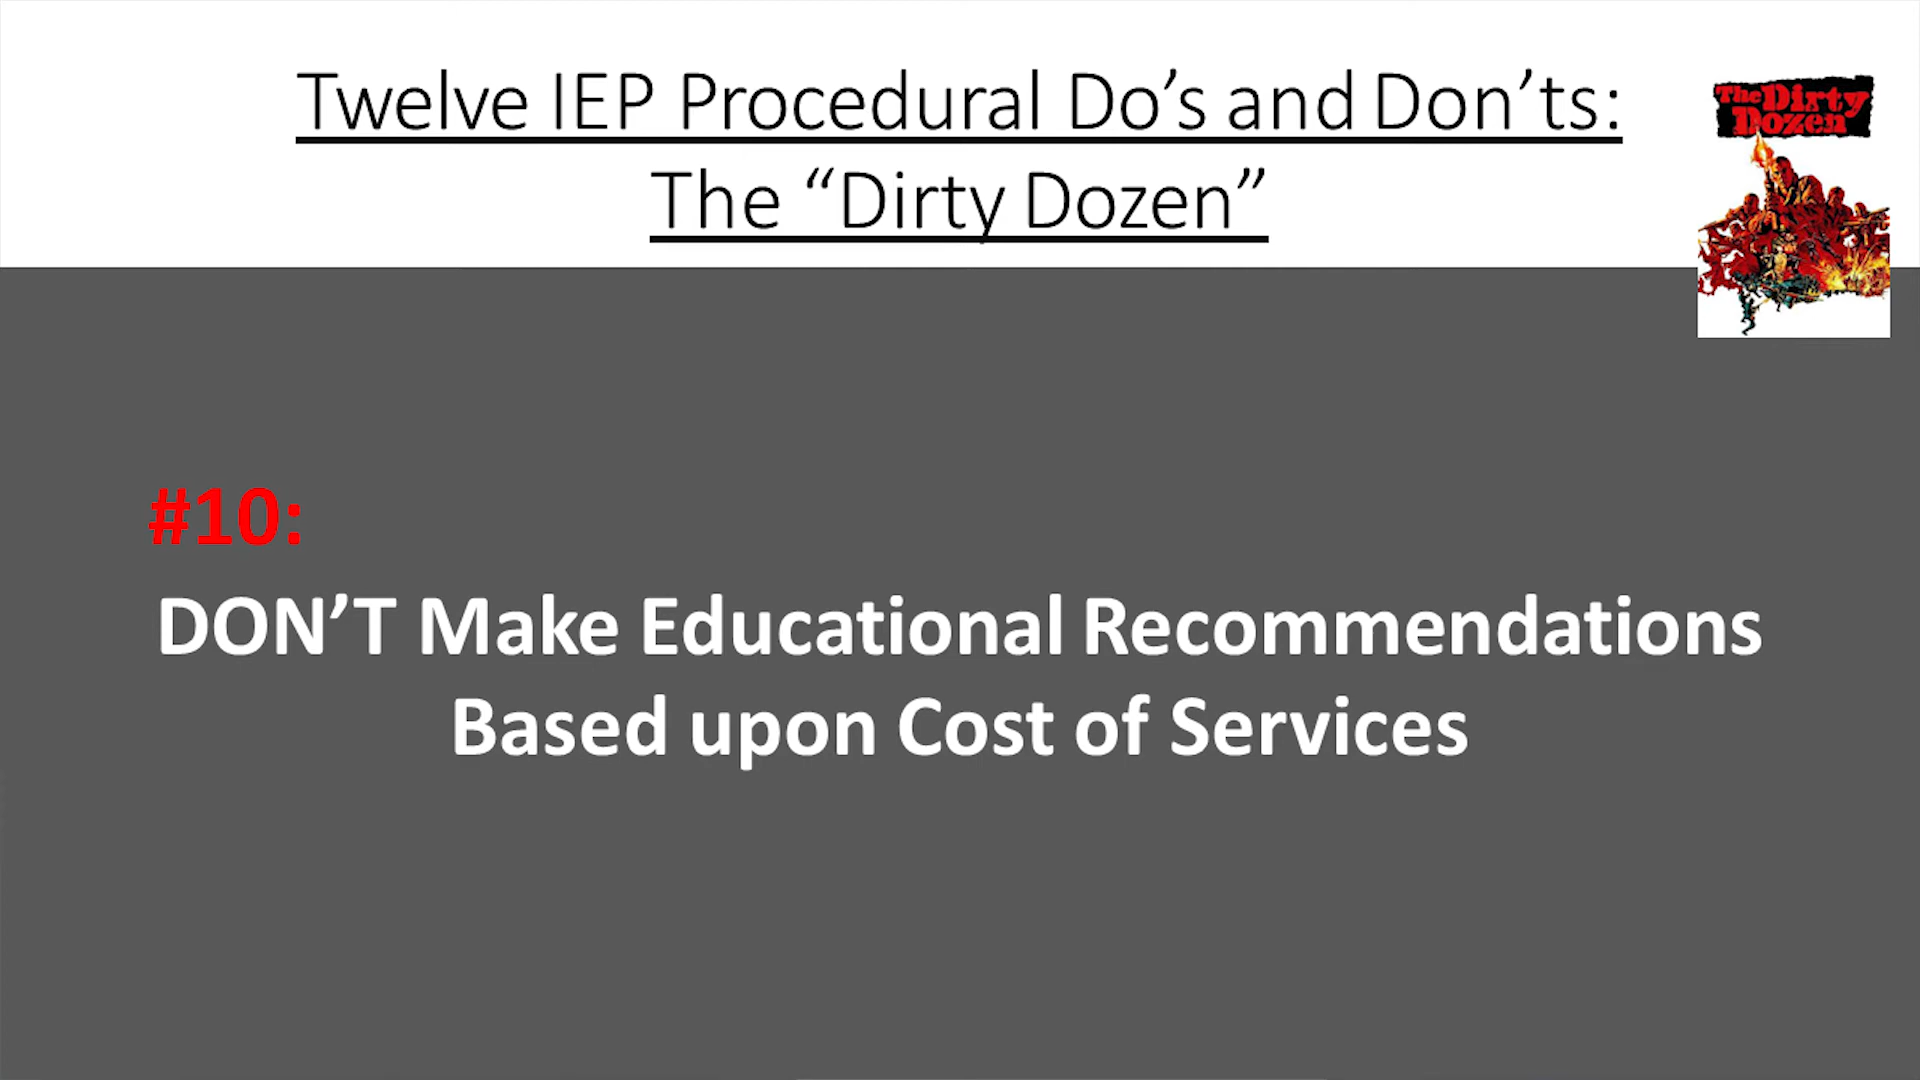 Twelve IEP Procedural Do’s and Don’ts:
The “Dirty Dozen”
The Dirty
Dozen
#10:
DON’T Make Educational Recommendations
Based upon Cost of Services